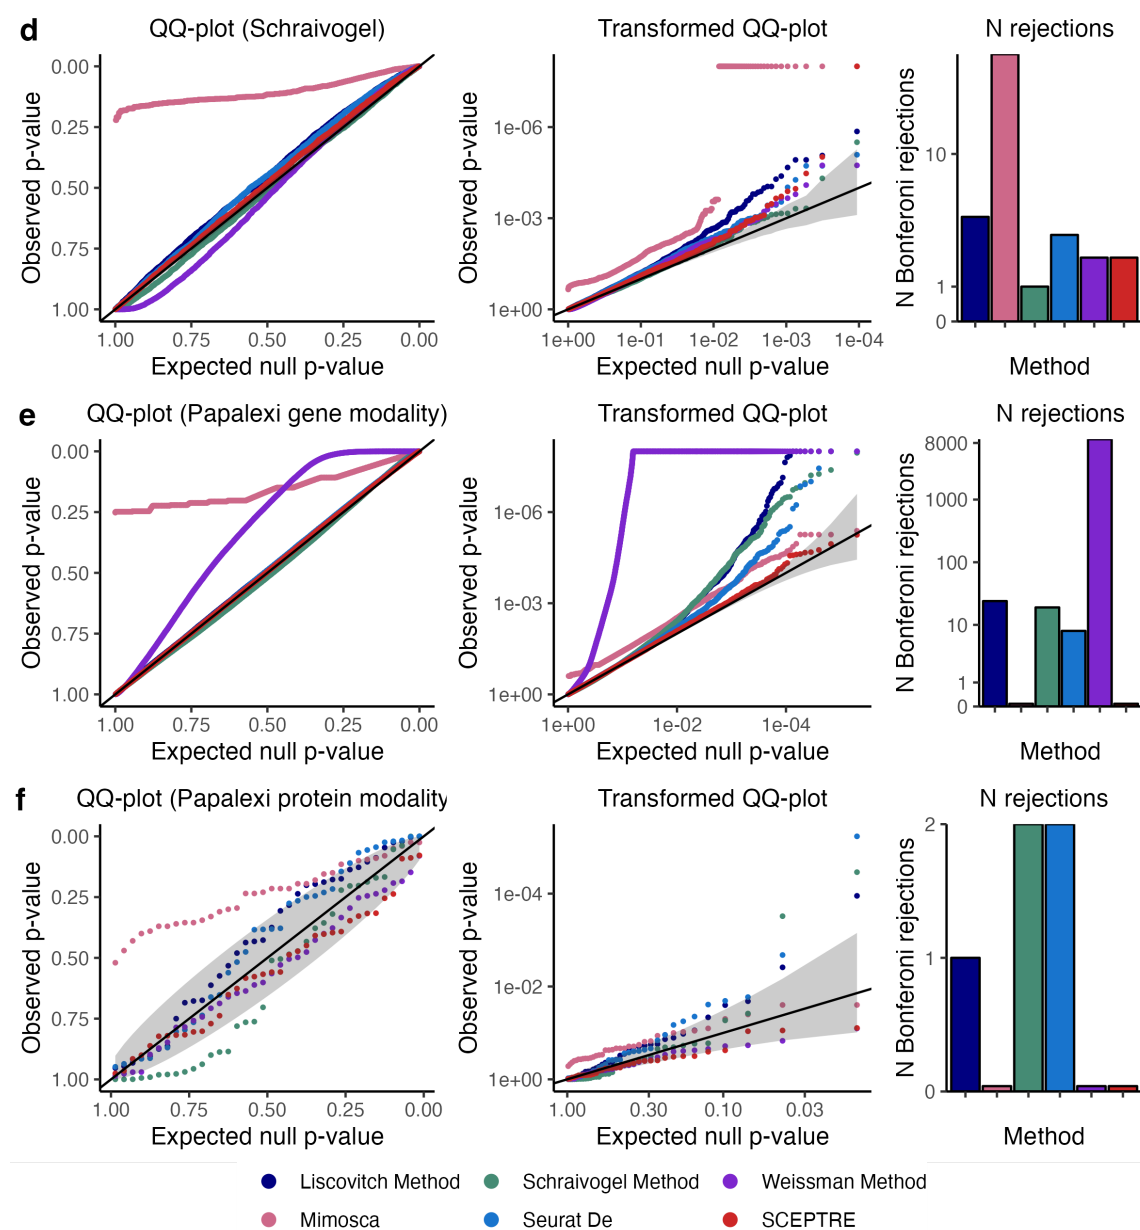 d
QQ-plot (Schraivogel)
Transformed QQ-plot
N rejections
Observed p-value
0.00
0.25
0.50
0.75
1.00
1.00 0.75 0.50 0.25 0.00
Expected null p-value
Observed p-value
1e-06
1e-03
1e+00
1e+00 1e-01 1e-02 1e-03 1e-04
Expected null p-value
N Bonferoni rejections
10
1
0
Method
e
QQ-plot (Papalexi gene modality)
Transformed QQ-plot
N rejections
Observed p-value
0.00
0.25
0.50
0.75
1.00
1.00 0.75 0.50 0.25 0.00
Expected null p-value
Observed p-value
1e-06
1e-03
1e+00
1e+00 1e-02 1e-04
Expected null p-value
N Bonferoni rejections
8000
1000
100
10
1
0
Method
f
QQ-plot (Papalexi protein modality
Transformed QQ-plot
N rejections
Observed p-value
0.00
0.25
0.50
0.75
1.00
1.00 0.75 0.50 0.25 0.00
Expected null p-value
Observed p-value
1e-04
1e-02
1e+00
1.00 0.30 0.10 0.03
Expected null p-value
N Bonferoni rejections
2
1
0
Method
Liscovitch Method
Schraivogel Method
Weissman Method
Mimosca
Seurat De
SCEPTRE